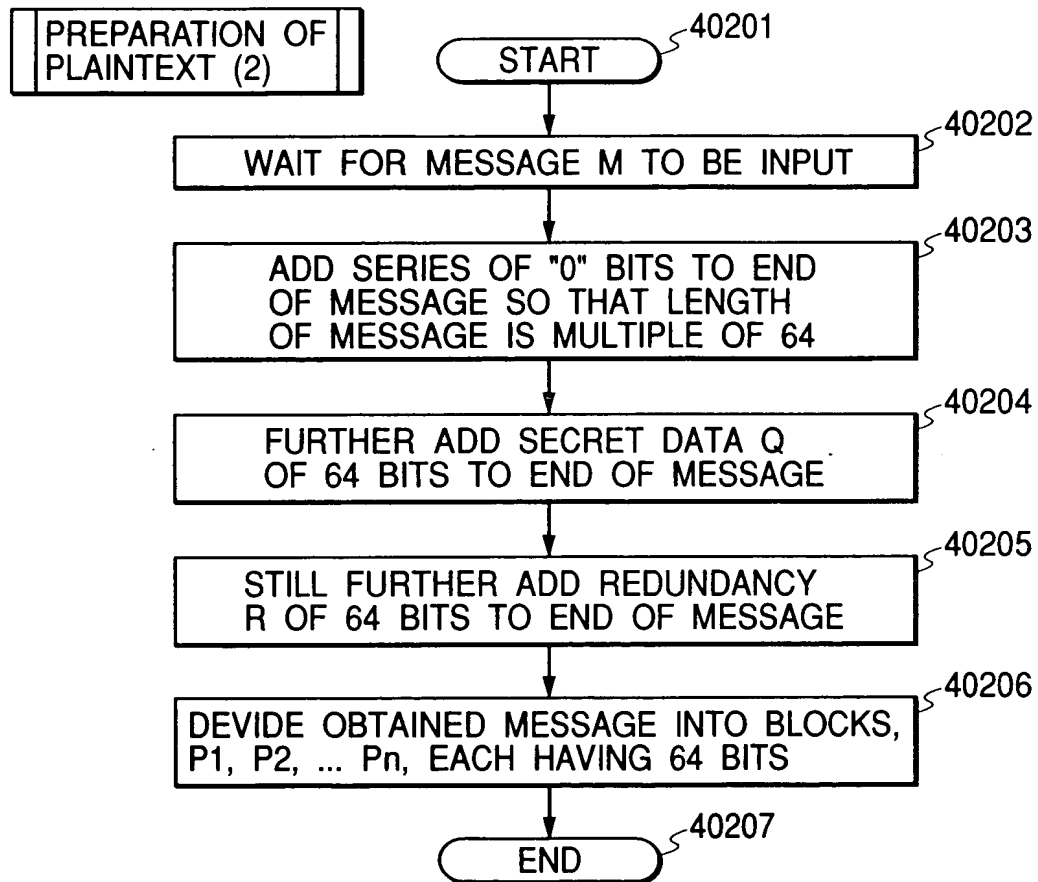 PREPARATION OF
PLAINTEXT (2)
START
40201
WAIT FOR MESSAGE M TO BE INPUT
40202
ADD SERIES OF "0" BITS TO END
OF MESSAGE SO THAT LENGTH
OF MESSAGE IS MULTIPLE OF 64
40203
FURTHER ADD SECRET DATA Q
OF 64 BITS TO END OF MESSAGE
40204
STILL FURTHER ADD REDUNDANCY
R OF 64 BITS TO END OF MESSAGE
40205
DEVIDE OBTAINED MESSAGE INTO BLOCKS,
P1, P2, ... Pn, EACH HAVING 64 BITS
40206
END
40207